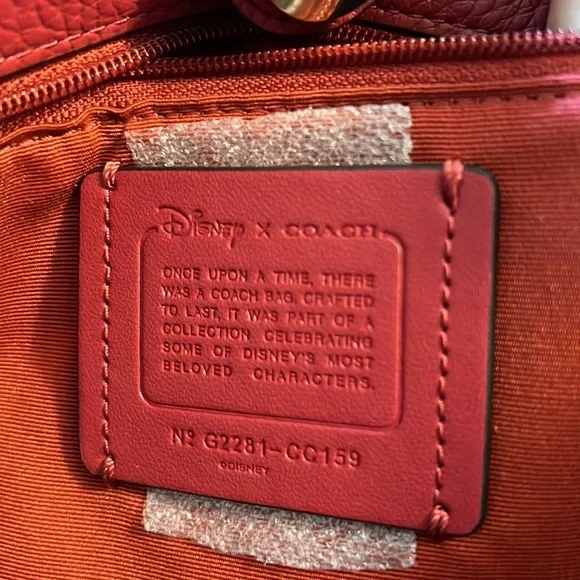 Disney X COACH
ONCE UPON A TIME, THERE
WAS A COACH BAG. CRAFTED
TO LAST, IT WAS PART OF A
COLLECTION CELEBRATING
SOME OF DISNEY'S MOST
BELOVED CHARACTERS.
Nº G2281-CC159
©DISNEY